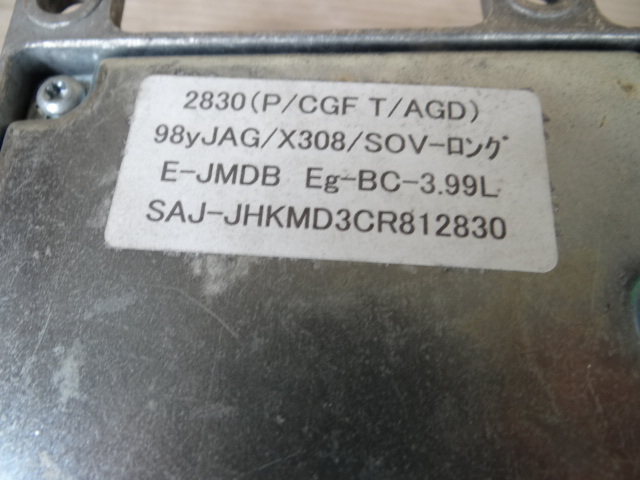 2830(P/CGF T/AGD)
98yJAG/X308/SOV-ﾛﾝｸﾞ
E-JMDB Eg-BC-3.99L
SAJ-JHKMD3CR812830